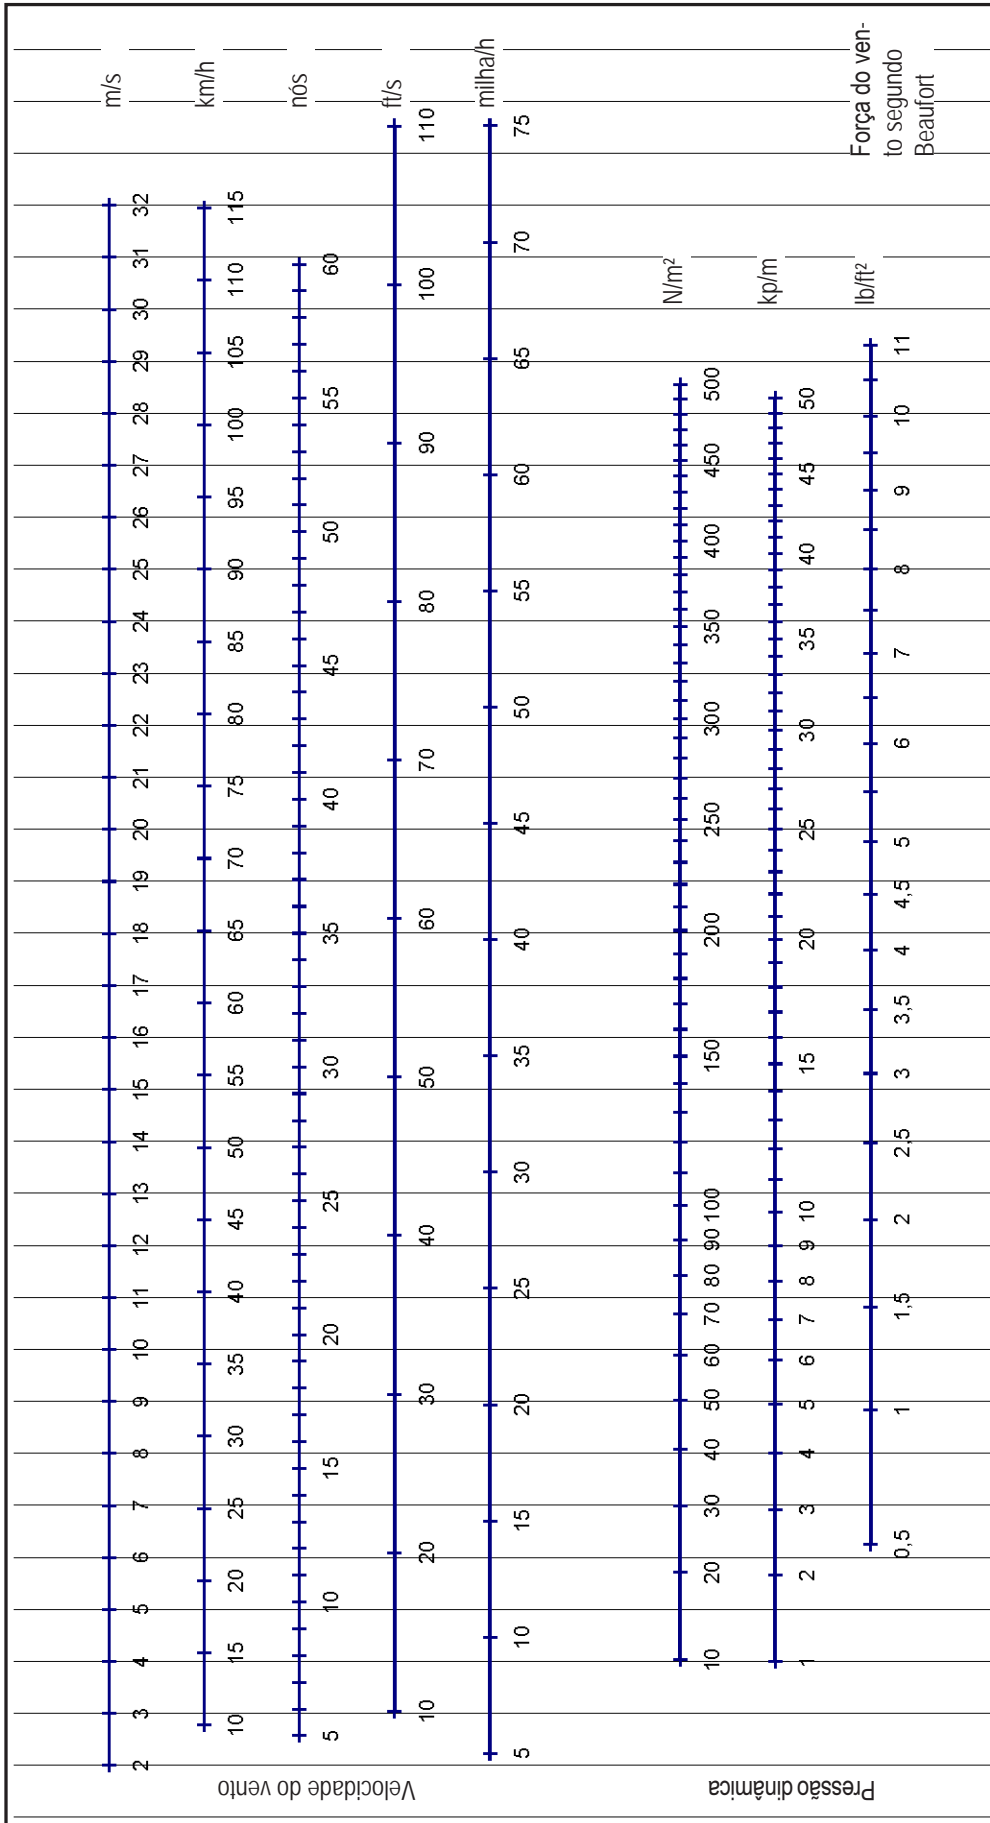 Velocidade do vento
m/s
2 3 4 5 6 7 8 9 10 11 12 13 14 15 16 17 18 19 20 21 22 23 24 25 26 27 28 29 30 31 32
km/h
10 15 20 25 30 35 40 45 50 55 60 65 70 75 80 85 90 95 100 105 110 115
nós
5 10 15 20 25 30 35 40 45 50 55 60
ft/s
10 20 30 40 50 60 70 80 90 100 110
milha/h
5 10 15 20 25 30 35 40 45 50 55 60 65 70 75
Pressão dinâmica
N/m²
10 20 30 40 50 60 70 80 90 100 150 200 250 300 350 400 450 500
kp/m
1 2 3 4 5 6 7 8 9 10 15 20 25 30 35 40 45 50
lb/ft²
0,5 1 1,5 2 2,5 3 3,5 4 4,5 5 6 7 8 9 10 11
Força do ven-
to segundo
Beaufort